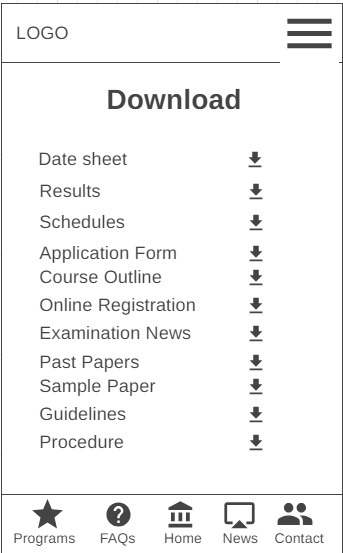 LOGO
Download
Date sheet
Results
Schedules
Application Form
Course Outline
Online Registration
Examination News
Past Papers
Sample Paper
Guidelines
Procedure
Programs FAQs Home News Contact